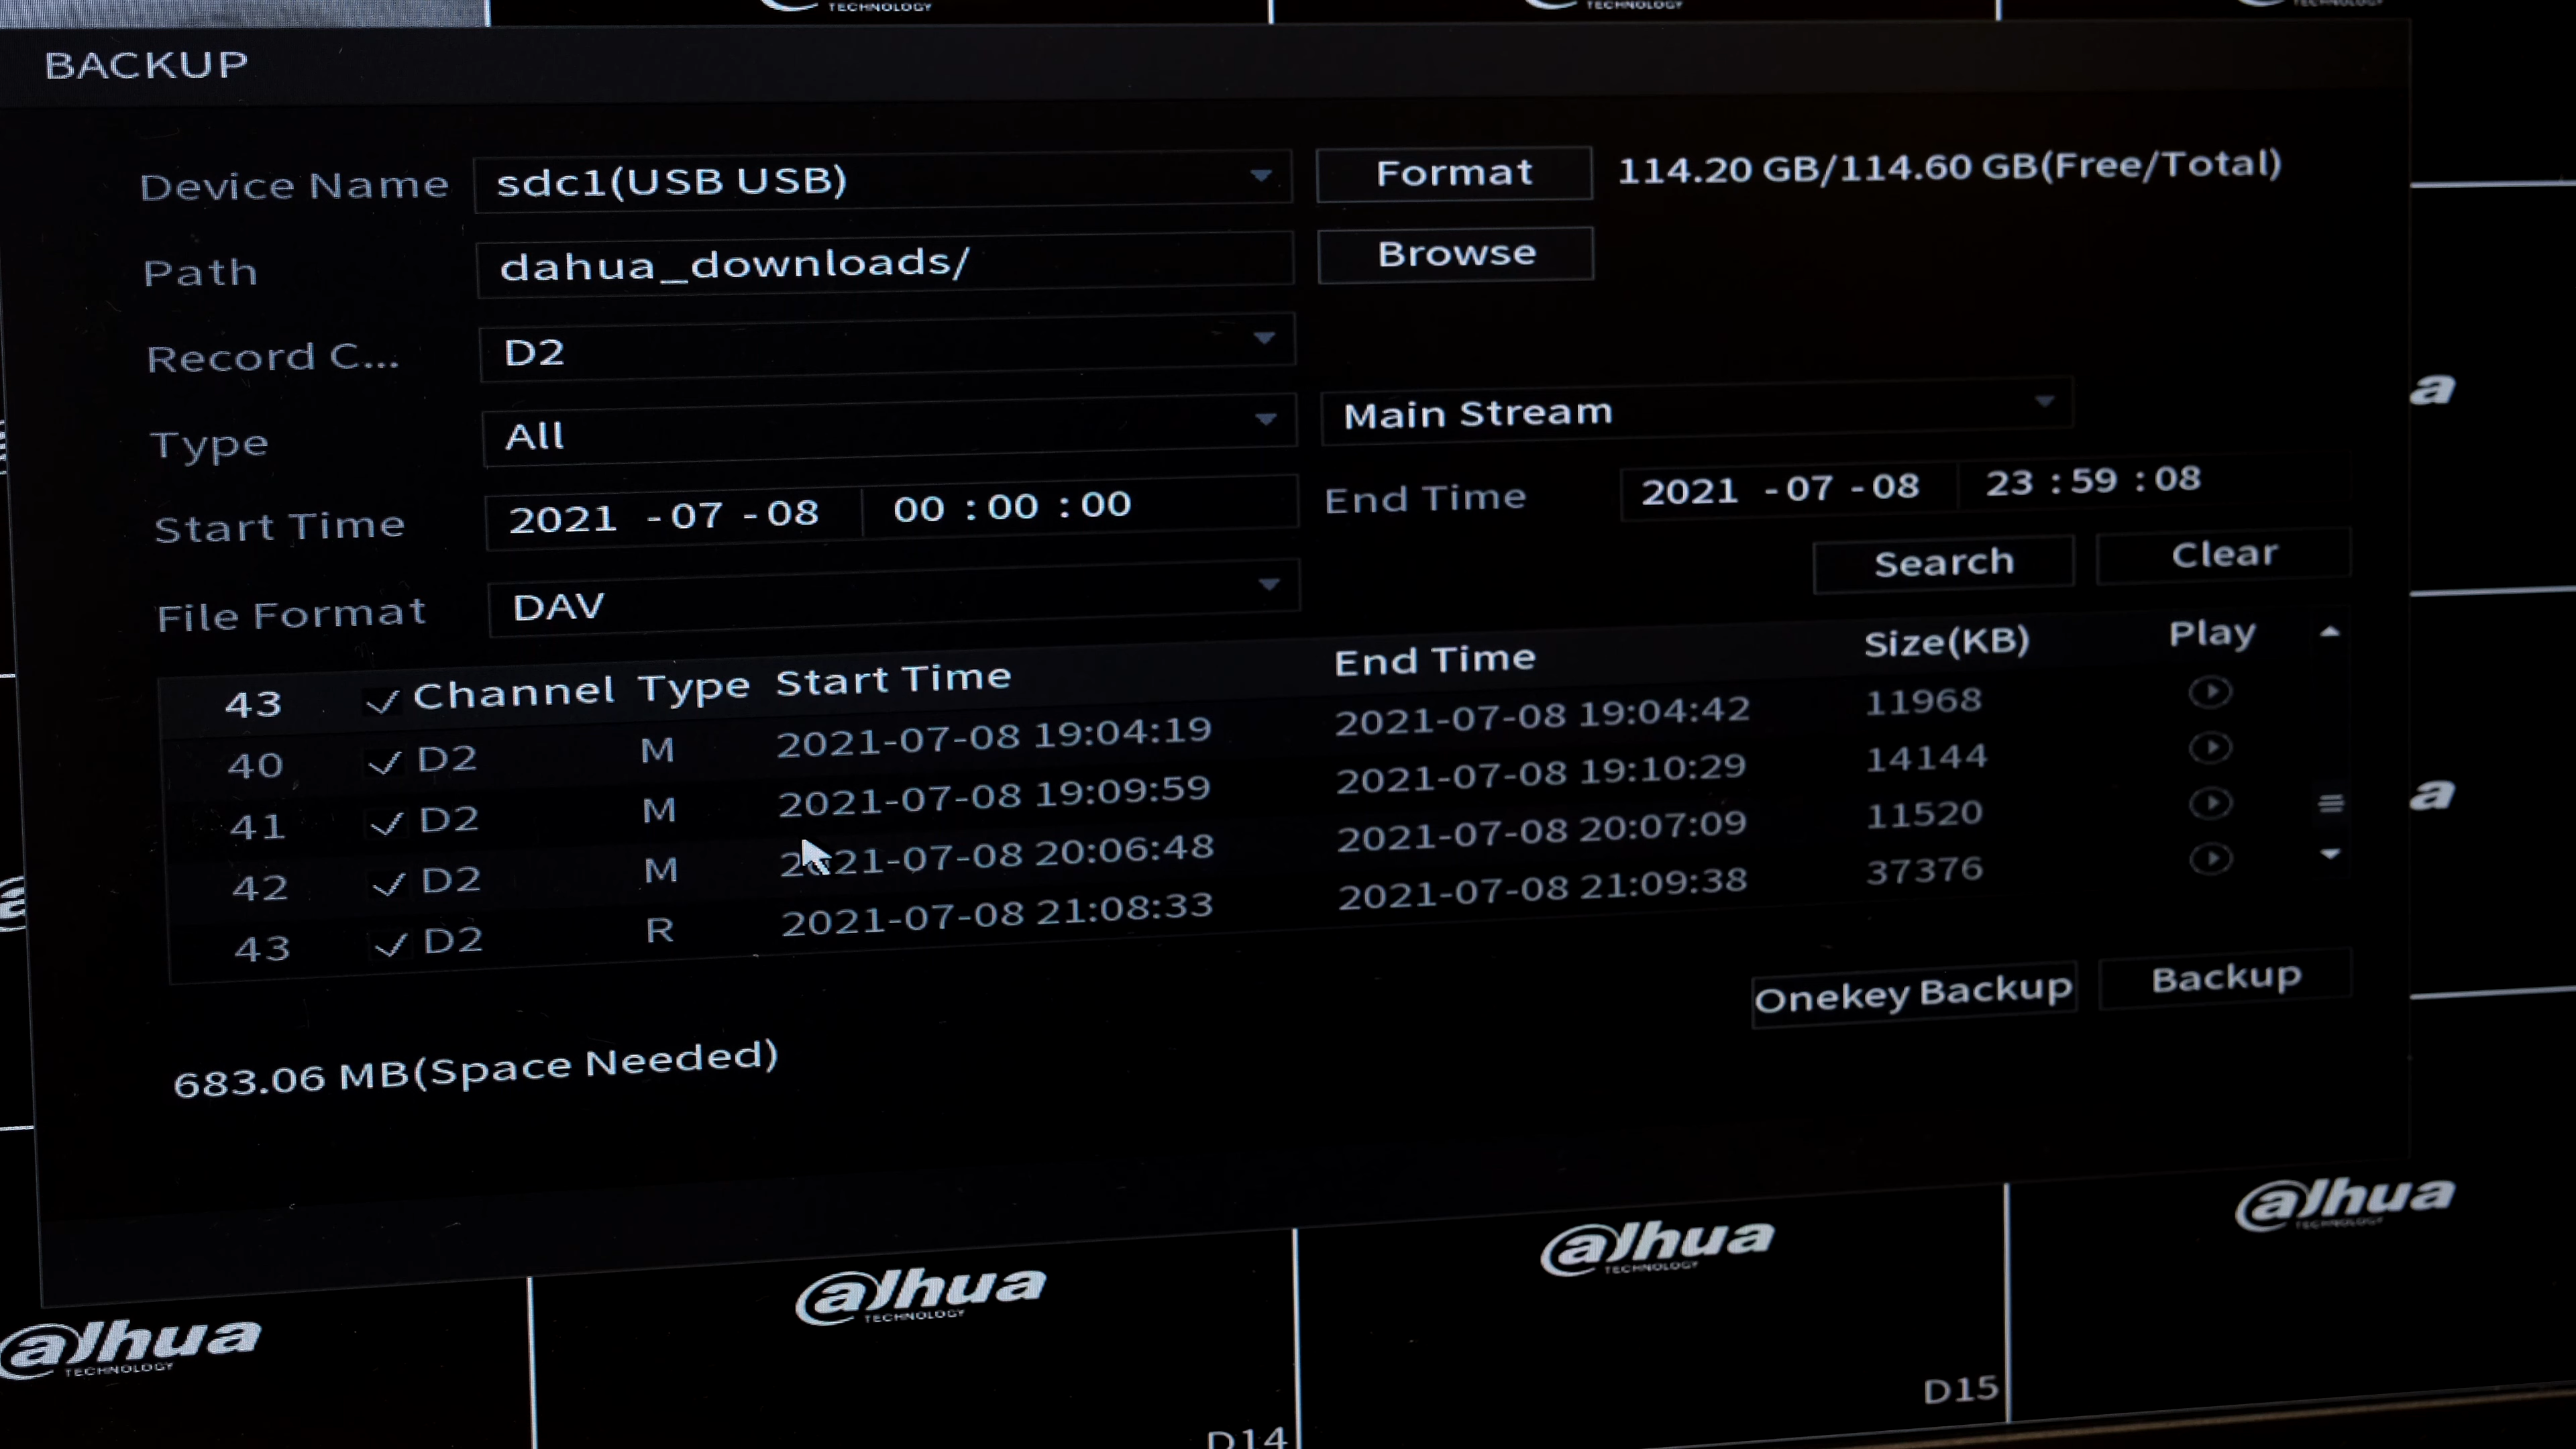 TECHNOLOGY
TECHNOLOGY
BACKUP
Device Name sdc1(USB USB) Format 114.20 GB/114.60 GB(Free/Total)
Path dahua_downloads/ Browse
Record C... D2
Type All Main Stream
Start Time 2021 -07 -08 00 :00 :00 End Time 2021 -07 -08 23 :59 :08
Search Clear
File Format DAV
43 Channel Type Start Time End Time Size(KB) Play
40 D2 M 2021-07-08 19:04:19 2021-07-08 19:04:42 11968
41 D2 M 2021-07-08 19:09:59 2021-07-08 19:10:29 14144
42 D2 M 2021-07-08 20:06:48 2021-07-08 20:07:09 11520
43 D2 R 2021-07-08 21:08:33 2021-07-08 21:09:38 37376
Onekey Backup Backup
683.06 MB(Space Needed)
alhua
TECHNOLOGY
alhua
TECHNOLOGY
alhua
TECHNOLOGY
alhua
TECHNOLOGY
D15
D14